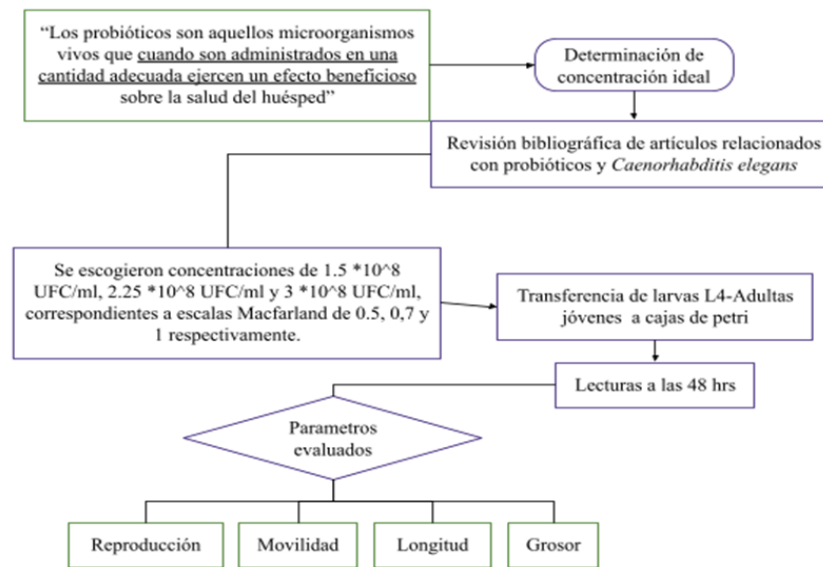 “Los probióticos son aquellos microorganismos
vivos que cuando son administrados en una
cantidad adecuada ejercen un efecto beneficioso
sobre la salud del huésped”
Determinación de
concentración ideal
Revisión bibliográfica de artículos relacionados
con probióticos y Caenorhabditis elegans
Se escogieron concentraciones de 1.5 *10^8
UFC/ml, 2.25 *10^8 UFC/ml y 3 *10^8 UFC/ml,
correspondientes a escalas Macfarland de 0.5, 0,7 y
1 respectivamente.
Transferencia de larvas L4-Adultas
jóvenes a cajas de petri
Lecturas a las 48 hrs
Parametros
evaluados
Reproducción
Movilidad
Longitud
Grosor